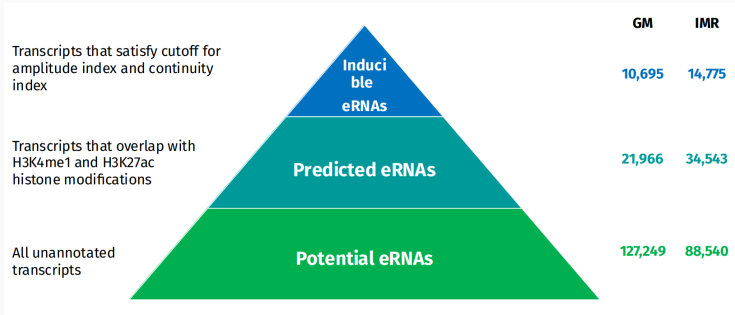 GM IMR
Transcripts that satisfy cutoff for
amplitude index and continuity
index
Induci
ble
eRNAs
10,695 14,775
Transcripts that overlap with
H3K4me1 and H3K27ac
histone modifications
Predicted eRNAs
21,966 34,543
All unannotated
transcripts
Potential eRNAs
127,249 88,540